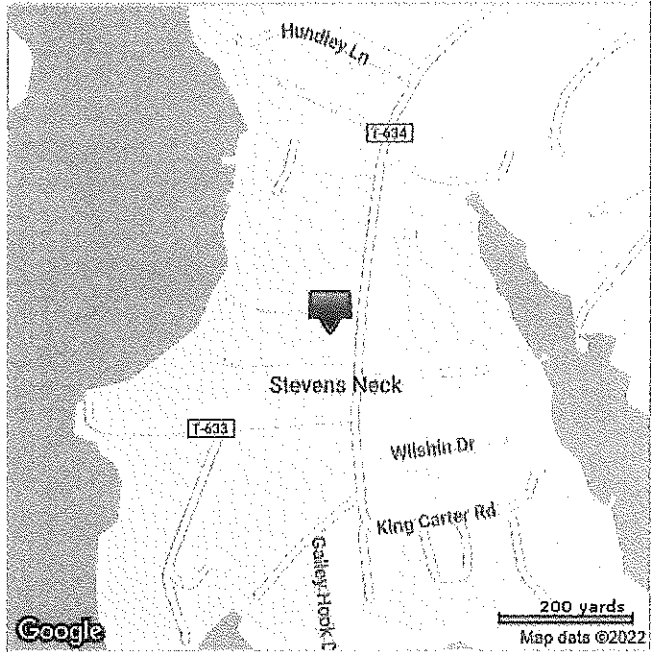 Hundley Ln
T-634
Stevens Neck
T-633
Wilshin Dr
King Carter Rd
Galley Hook D
200 yards
Google
Map data ©2022